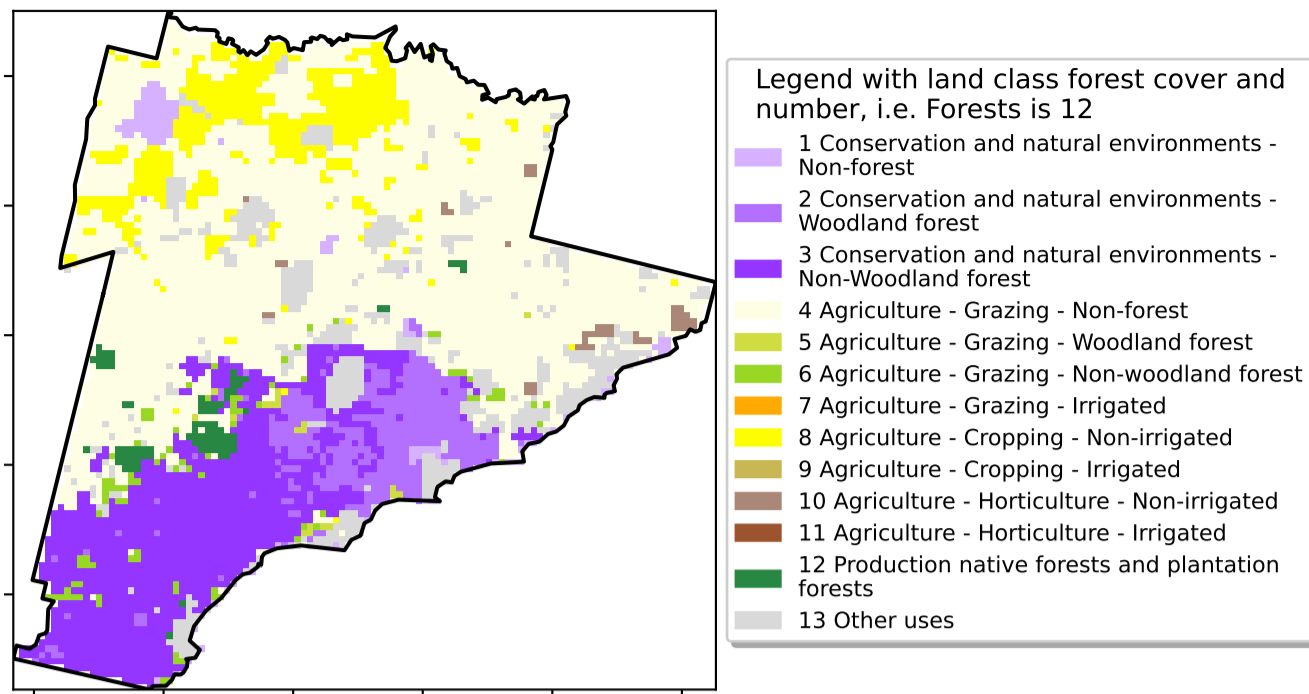 Legend with land class forest cover and
number, i.e. Forests is 12
1 Conservation and natural environments -
Non-forest
2 Conservation and natural environments -
Woodland forest
3 Conservation and natural environments -
Non-Woodland forest
4 Agriculture - Grazing - Non-forest
5 Agriculture - Grazing - Woodland forest
6 Agriculture - Grazing - Non-woodland forest
7 Agriculture - Grazing - Irrigated
8 Agriculture - Cropping - Non-irrigated
9 Agriculture - Cropping - Irrigated
10 Agriculture - Horticulture - Non-irrigated
11 Agriculture - Horticulture - Irrigated
12 Production native forests and plantation
forests
13 Other uses